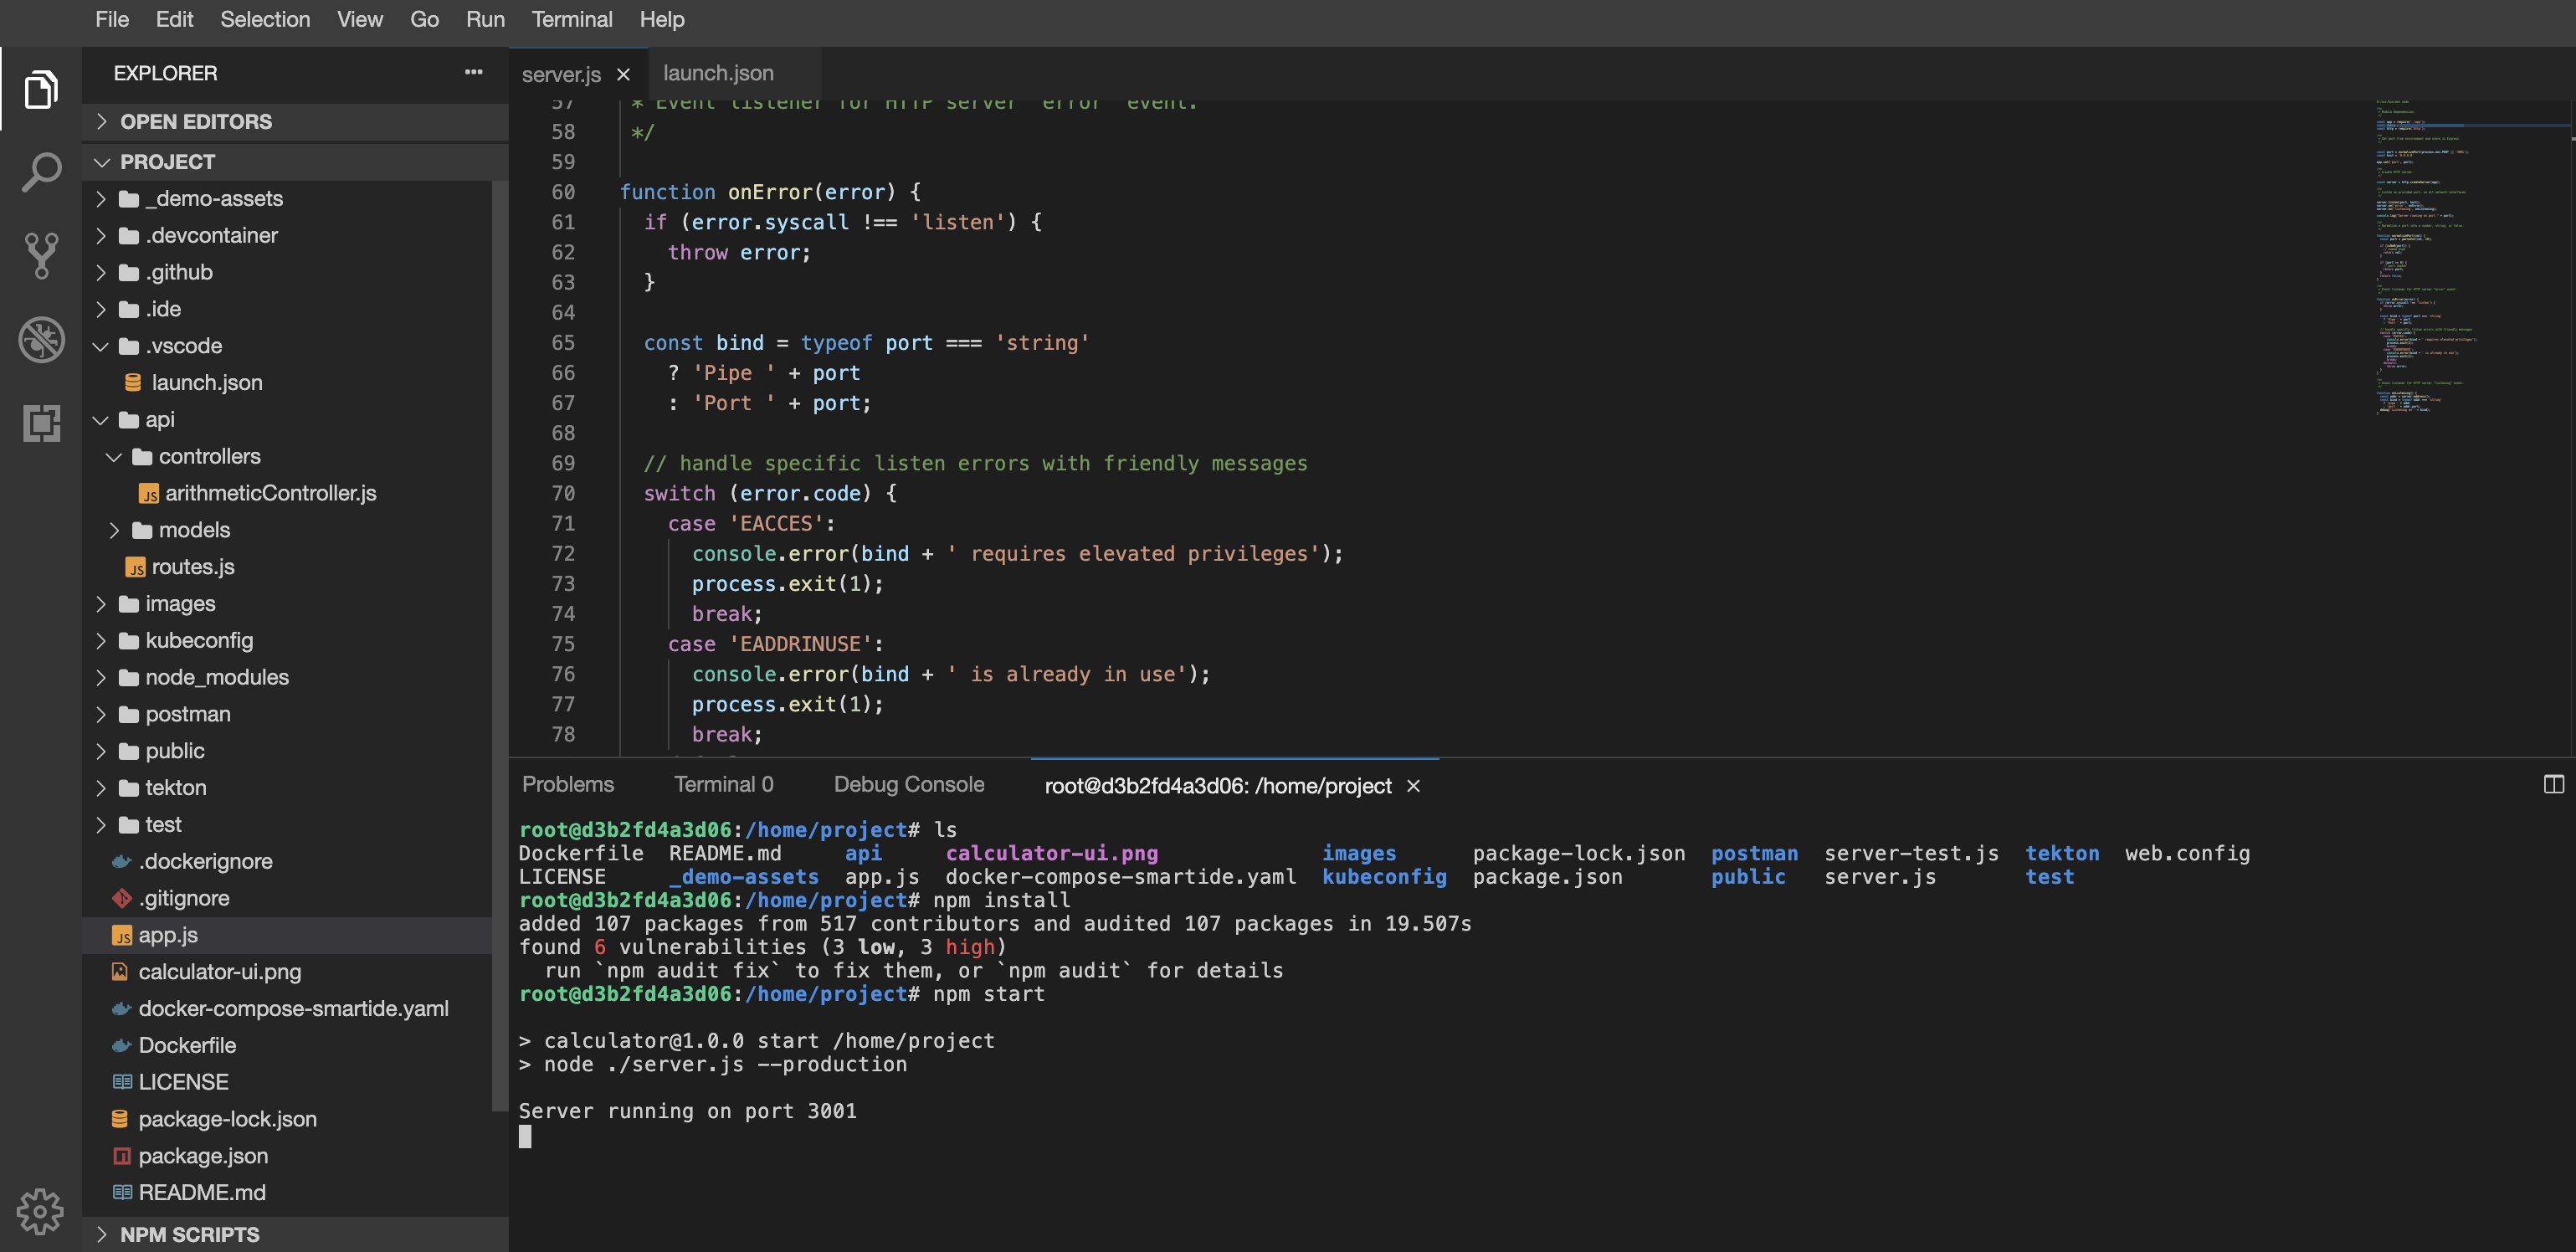 File Edit Selection View Go Run Terminal Help
EXPLORER
OPEN EDITORS
PROJECT
_demo-assets
.devcontainer
.github
.ide
.vscode
launch.json
api
controllers
JS arithmeticController.js
models
JS routes.js
images
kubeconfig
node_modules
postman
public
tekton
test
.dockerignore
.gitignore
JS app.js
calculator-ui.png
docker-compose-smartide.yaml
Dockerfile
LICENSE
package-lock.json
package.json
README.md
NPM SCRIPTS
server.js launch.json
57 * Event listener for HTTP server "error" event.
58 */
59
60 function onError(error) {
61 if (error.syscall !== 'listen') {
62 throw error;
63 }
64
65 const bind = typeof port === 'string'
66 ? 'Pipe ' + port
67 : 'Port ' + port;
68
69 // handle specific listen errors with friendly messages
70 switch (error.code) {
71 case 'EACCES':
72 console.error(bind + ' requires elevated privileges');
73 process.exit(1);
74 break;
75 case 'EADDRINUSE':
76 console.error(bind + ' is already in use');
77 process.exit(1);
78 break;
Problems Terminal 0 Debug Console root@d3b2fd4a3d06: /home/project
root@d3b2fd4a3d06:/home/project# ls
Dockerfile README.md api calculator-ui.png images package-lock.json postman server-test.js tekton web.config
LICENSE _demo-assets app.js docker-compose-smartide.yaml kubeconfig package.json public server.js test
root@d3b2fd4a3d06:/home/project# npm install
added 107 packages from 517 contributors and audited 107 packages in 19.507s
found 6 vulnerabilities (3 low, 3 high)
run `npm audit fix` to fix them, or `npm audit` for details
root@d3b2fd4a3d06:/home/project# npm start
> calculator@1.0.0 start /home/project
> node ./server.js --production
Server running on port 3001